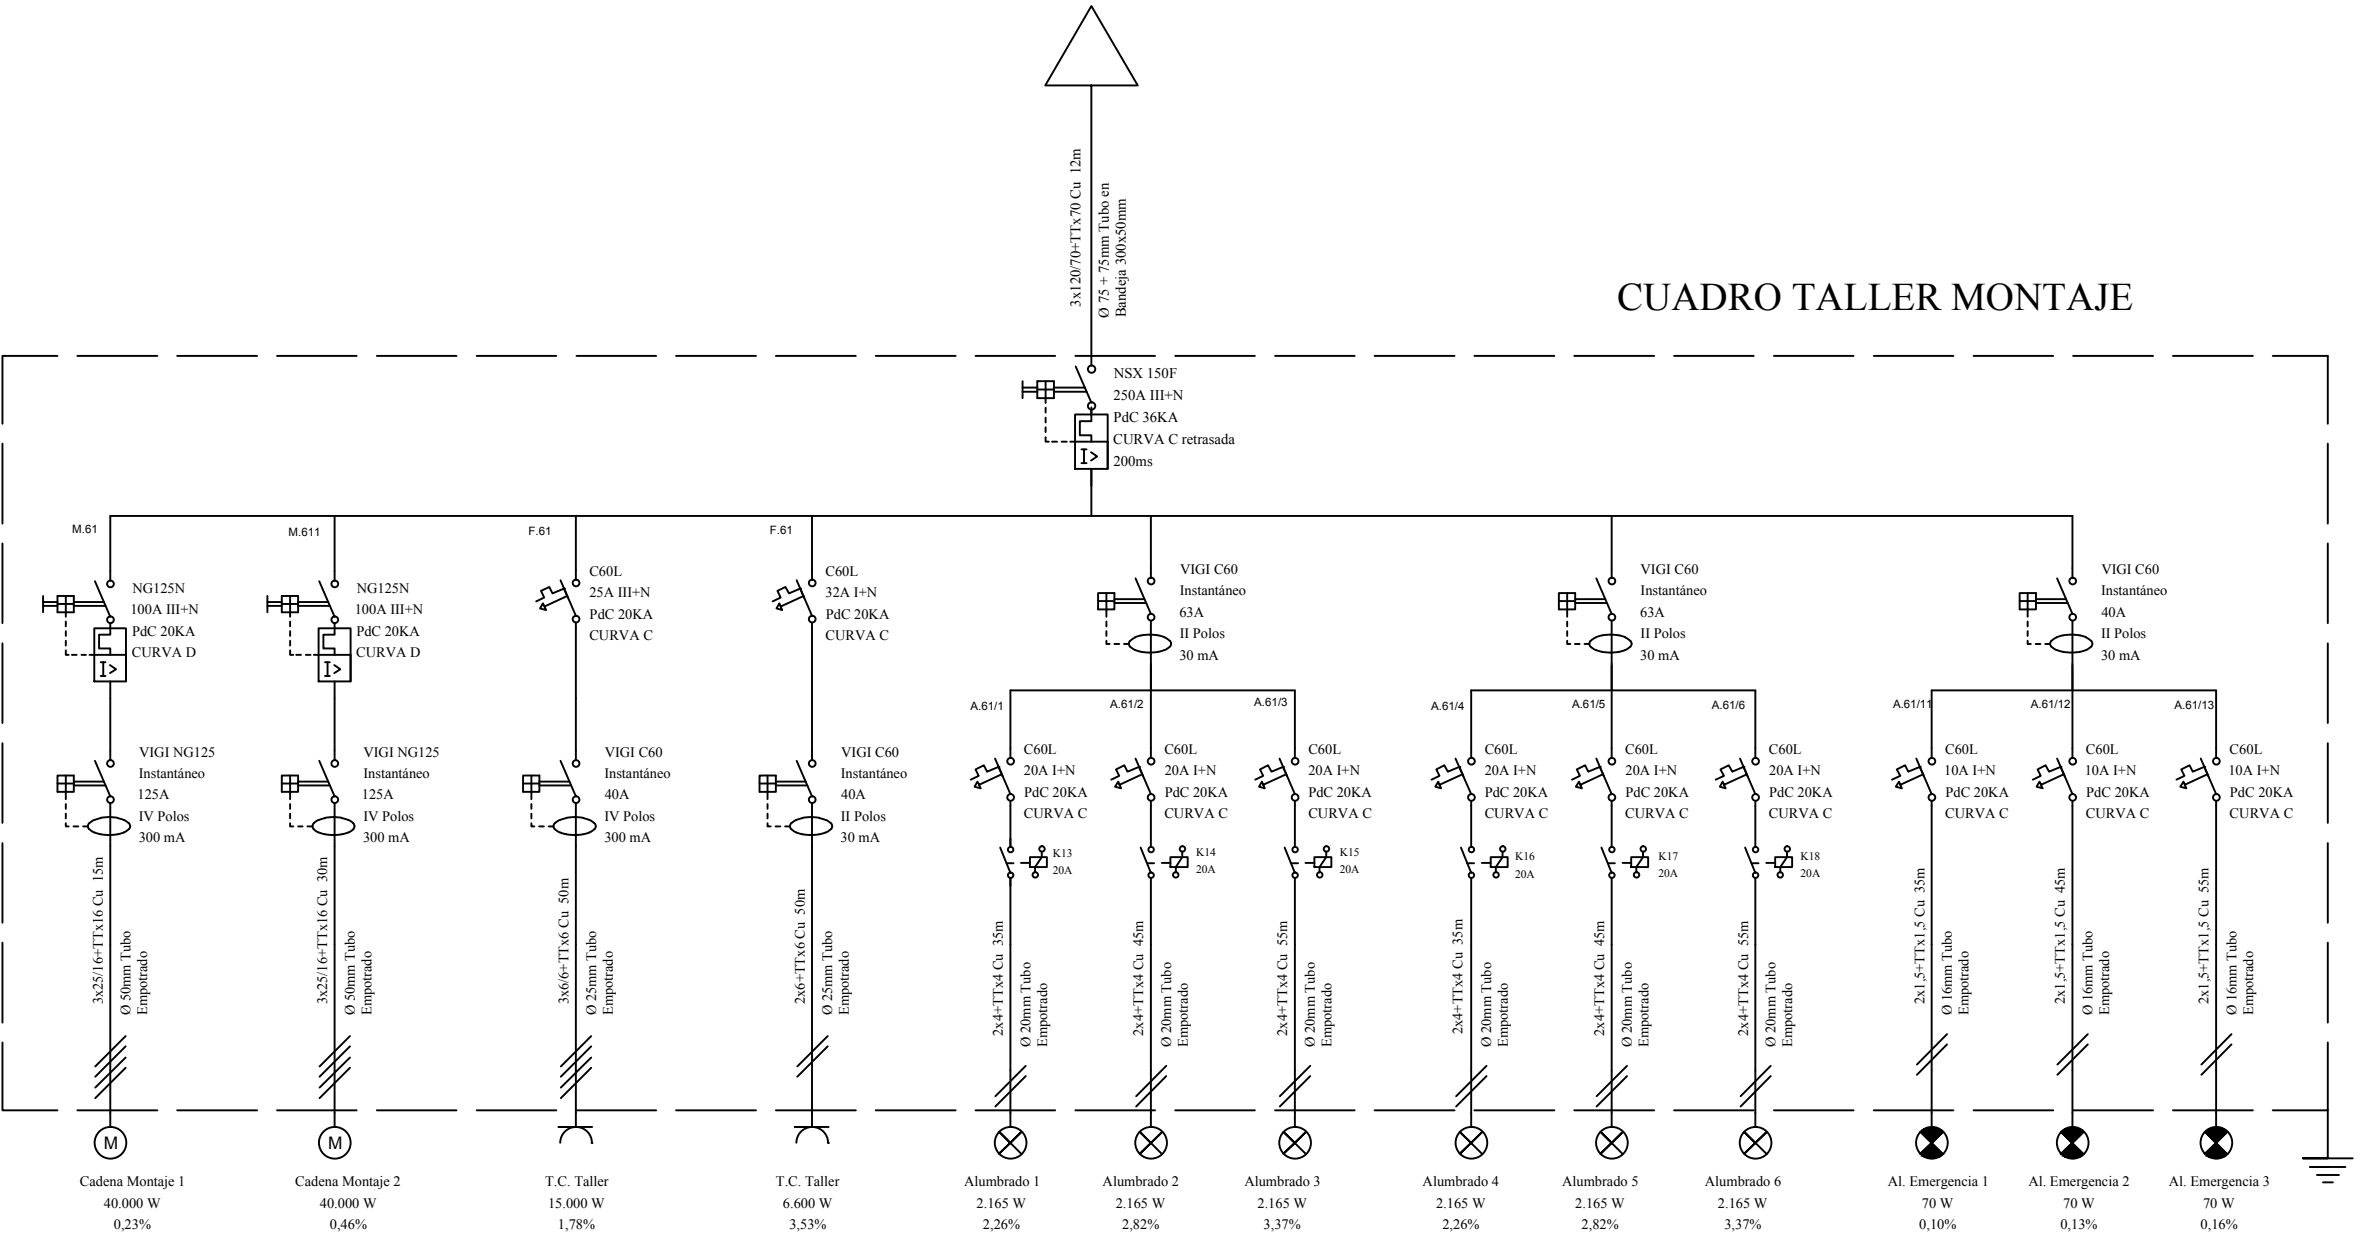 3x120/70+TTx70 Cu 12m
Ø 75 + 75mm Tubo en
Bandeja 300x50mm
CUADRO TALLER MONTAJE
NSX 150F
250A III+N
PdC 36KA
CURVA C retrasada
200ms
I>
M.61
NG125N
100A III+N
PdC 20KA
CURVA D
I>
VIGI NG125
Instantáneo
125A
IV Polos
300 mA
3x25/16+TTx16 Cu 15m
Ø 50mm Tubo
Empotrado
M
Cadena Montaje 1
40.000 W
0,23%
M.611
NG125N
100A III+N
PdC 20KA
CURVA D
I>
VIGI NG125
Instantáneo
125A
IV Polos
300 mA
3x25/16+TTx16 Cu 30m
Ø 50mm Tubo
Empotrado
M
Cadena Montaje 2
40.000 W
0,46%
F.61
C60L
25A III+N
PdC 20KA
CURVA C
VIGI C60
Instantáneo
40A
IV Polos
300 mA
3x6/6+TTx6 Cu 50m
Ø 25mm Tubo
Empotrado
T.C. Taller
15.000 W
1,78%
F.61
C60L
32A I+N
PdC 20KA
CURVA C
VIGI C60
Instantáneo
40A
II Polos
30 mA
2x6+TTx6 Cu 50m
Ø 25mm Tubo
Empotrado
T.C. Taller
6.600 W
3,53%
VIGI C60
Instantáneo
63A
II Polos
30 mA
A.61/1
C60L
20A I+N
PdC 20KA
CURVA C
K13
20A
2x4+TTx4 Cu 35m
Ø 20mm Tubo
Empotrado
Alumbrado 1
2.165 W
2,26%
A.61/2
C60L
20A I+N
PdC 20KA
CURVA C
K14
20A
2x4+TTx4 Cu 45m
Ø 20mm Tubo
Empotrado
Alumbrado 2
2.165 W
2,82%
A.61/3
C60L
20A I+N
PdC 20KA
CURVA C
K15
20A
2x4+TTx4 Cu 55m
Ø 20mm Tubo
Empotrado
Alumbrado 3
2.165 W
3,37%
VIGI C60
Instantáneo
63A
II Polos
30 mA
A.61/4
C60L
20A I+N
PdC 20KA
CURVA C
K16
20A
2x4+TTx4 Cu 35m
Ø 20mm Tubo
Empotrado
Alumbrado 4
2.165 W
2,26%
A.61/5
C60L
20A I+N
PdC 20KA
CURVA C
K17
20A
2x4+TTx4 Cu 45m
Ø 20mm Tubo
Empotrado
Alumbrado 5
2.165 W
2,82%
A.61/6
C60L
20A I+N
PdC 20KA
CURVA C
K18
20A
2x4+TTx4 Cu 55m
Ø 20mm Tubo
Empotrado
Alumbrado 6
2.165 W
3,37%
VIGI C60
Instantáneo
40A
II Polos
30 mA
A.61/11
C60L
10A I+N
PdC 20KA
CURVA C
2x1,5+TTx1,5 Cu 35m
Ø 16mm Tubo
Empotrado
Al. Emergencia 1
70 W
0,10%
A.61/12
C60L
10A I+N
PdC 20KA
CURVA C
2x1,5+TTx1,5 Cu 45m
Ø 16mm Tubo
Empotrado
Al. Emergencia 2
70 W
0,13%
A.61/13
C60L
10A I+N
PdC 20KA
CURVA C
2x1,5+TTx1,5 Cu 55m
Ø 16mm Tubo
Empotrado
Al. Emergencia 3
70 W
0,16%